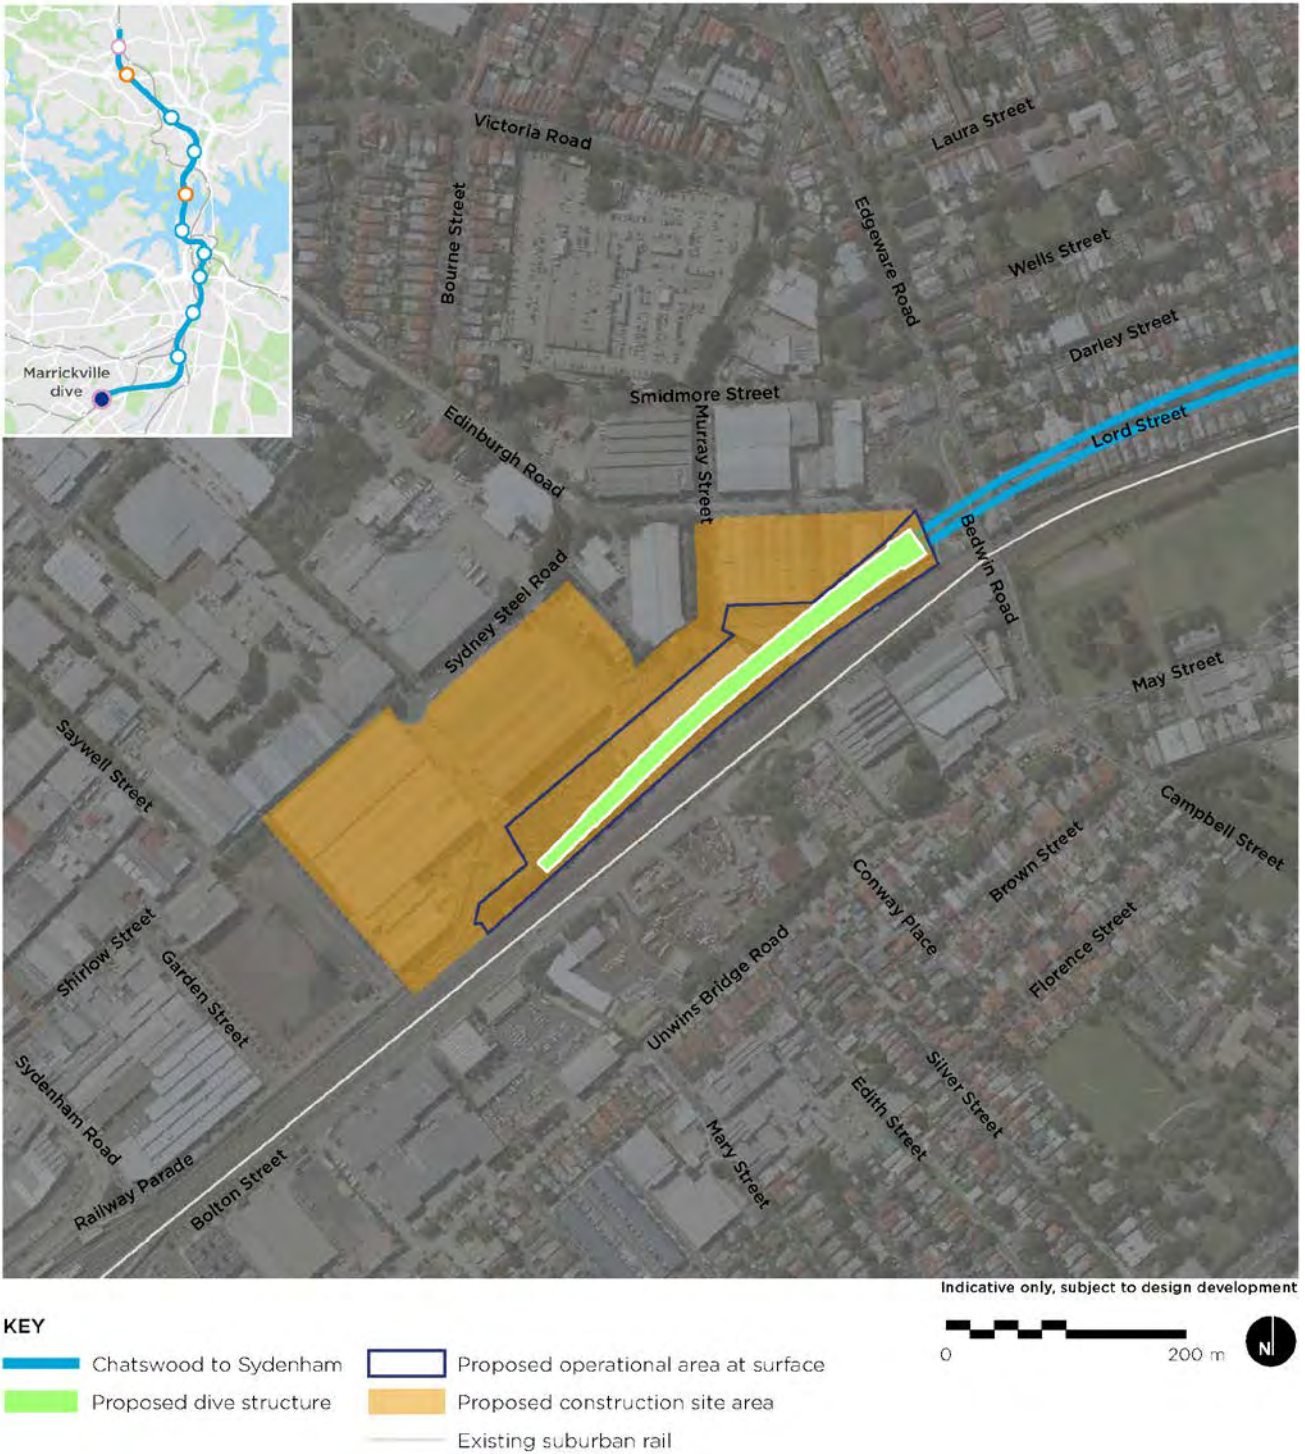 Victoria Road
Laura Street
Bourne Street
Edgeware Road
Wells Street
Darley Street
Marrickville
dive
Smidmore Street
Edinburgh Road
Murray Street
Lord Street
Bedwin Road
Sydney Steel Road
May Street
Saywell Street
Campbell Street
Brown Street
Conway Place
Shirlow Street
Garden Street
Florence Street
Unwins Bridge Road
Sydenham Road
Silver Street
Edith Street
Mary Street
Railway Parade
Bolton Street
Indicative only, subject to design development
KEY
Chatswood to Sydenham
Proposed dive structure
Proposed operational area at surface
Proposed construction site area
Existing suburban rail
0 200 m
N